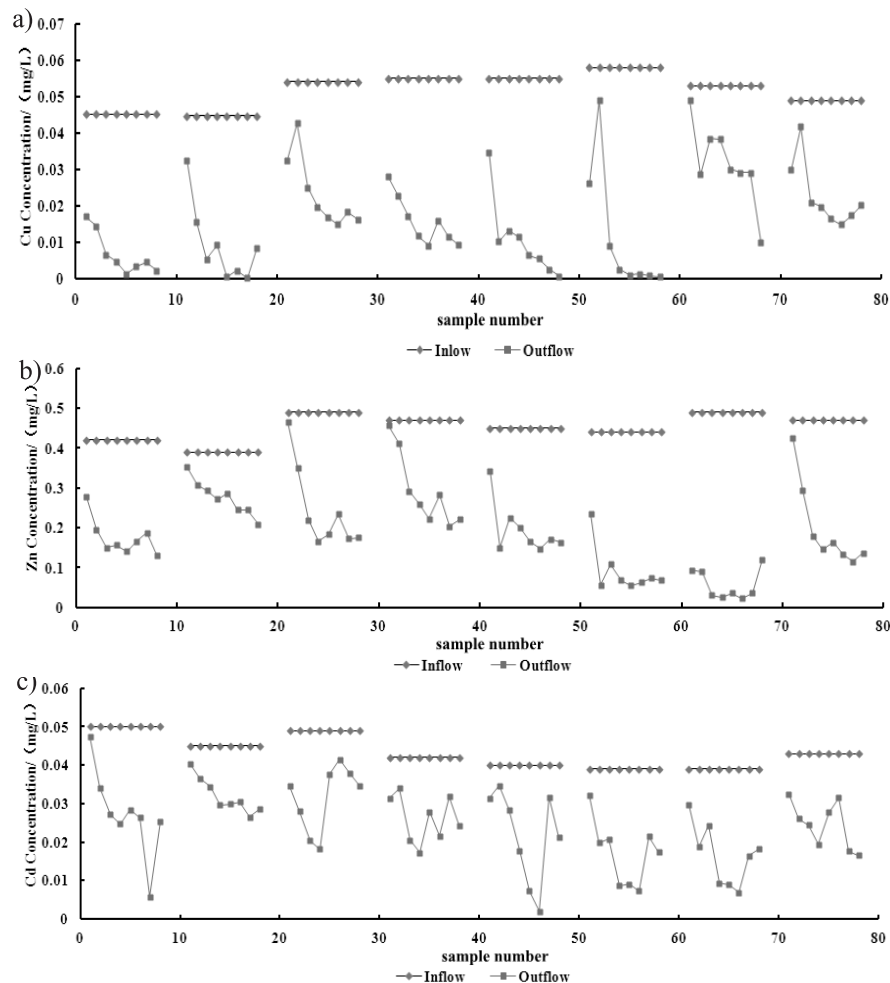 a)
Cu Concentration/（mg/L）
0.07
0.06
0.05
0.04
0.03
0.02
0.01
0
0 10 20 30 40 50 60 70 80
sample number
Inlow Outflow
b)
Zn Concentration/（mg/L）
0.6
0.5
0.4
0.3
0.2
0.1
0
0 10 20 30 40 50 60 70 80
sample number
Inflow Outflow
c)
Cd Concentration/（mg/L）
0.06
0.05
0.04
0.03
0.02
0.01
0
0 10 20 30 40 50 60 70 80
sample number
Inflow Outflow